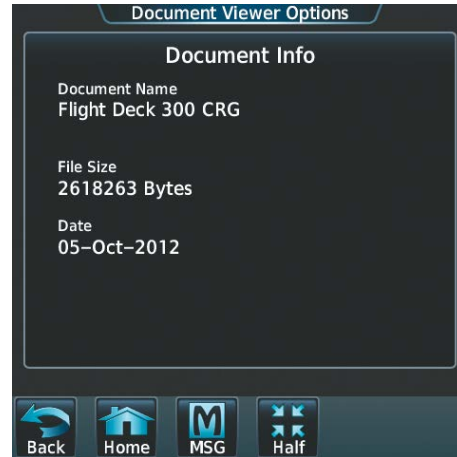 Document Viewer Options
Document Info
Document Name
Flight Deck 300 CRG
File Size
2618263 Bytes
Date
05–Oct–2012
Back Home MSG Half